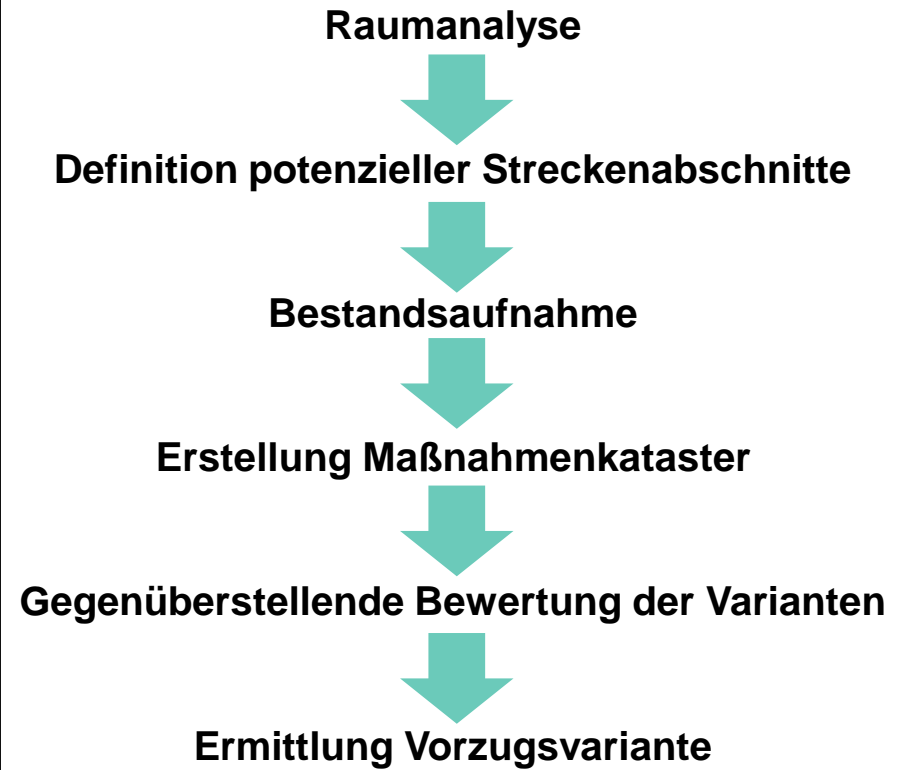 Raumanalyse
Definition potenzieller Streckenabschnitte
Bestandsaufnahme
Erstellung Maßnahmenkataster
Gegenüberstellende Bewertung der Varianten
Ermittlung Vorzugsvariante